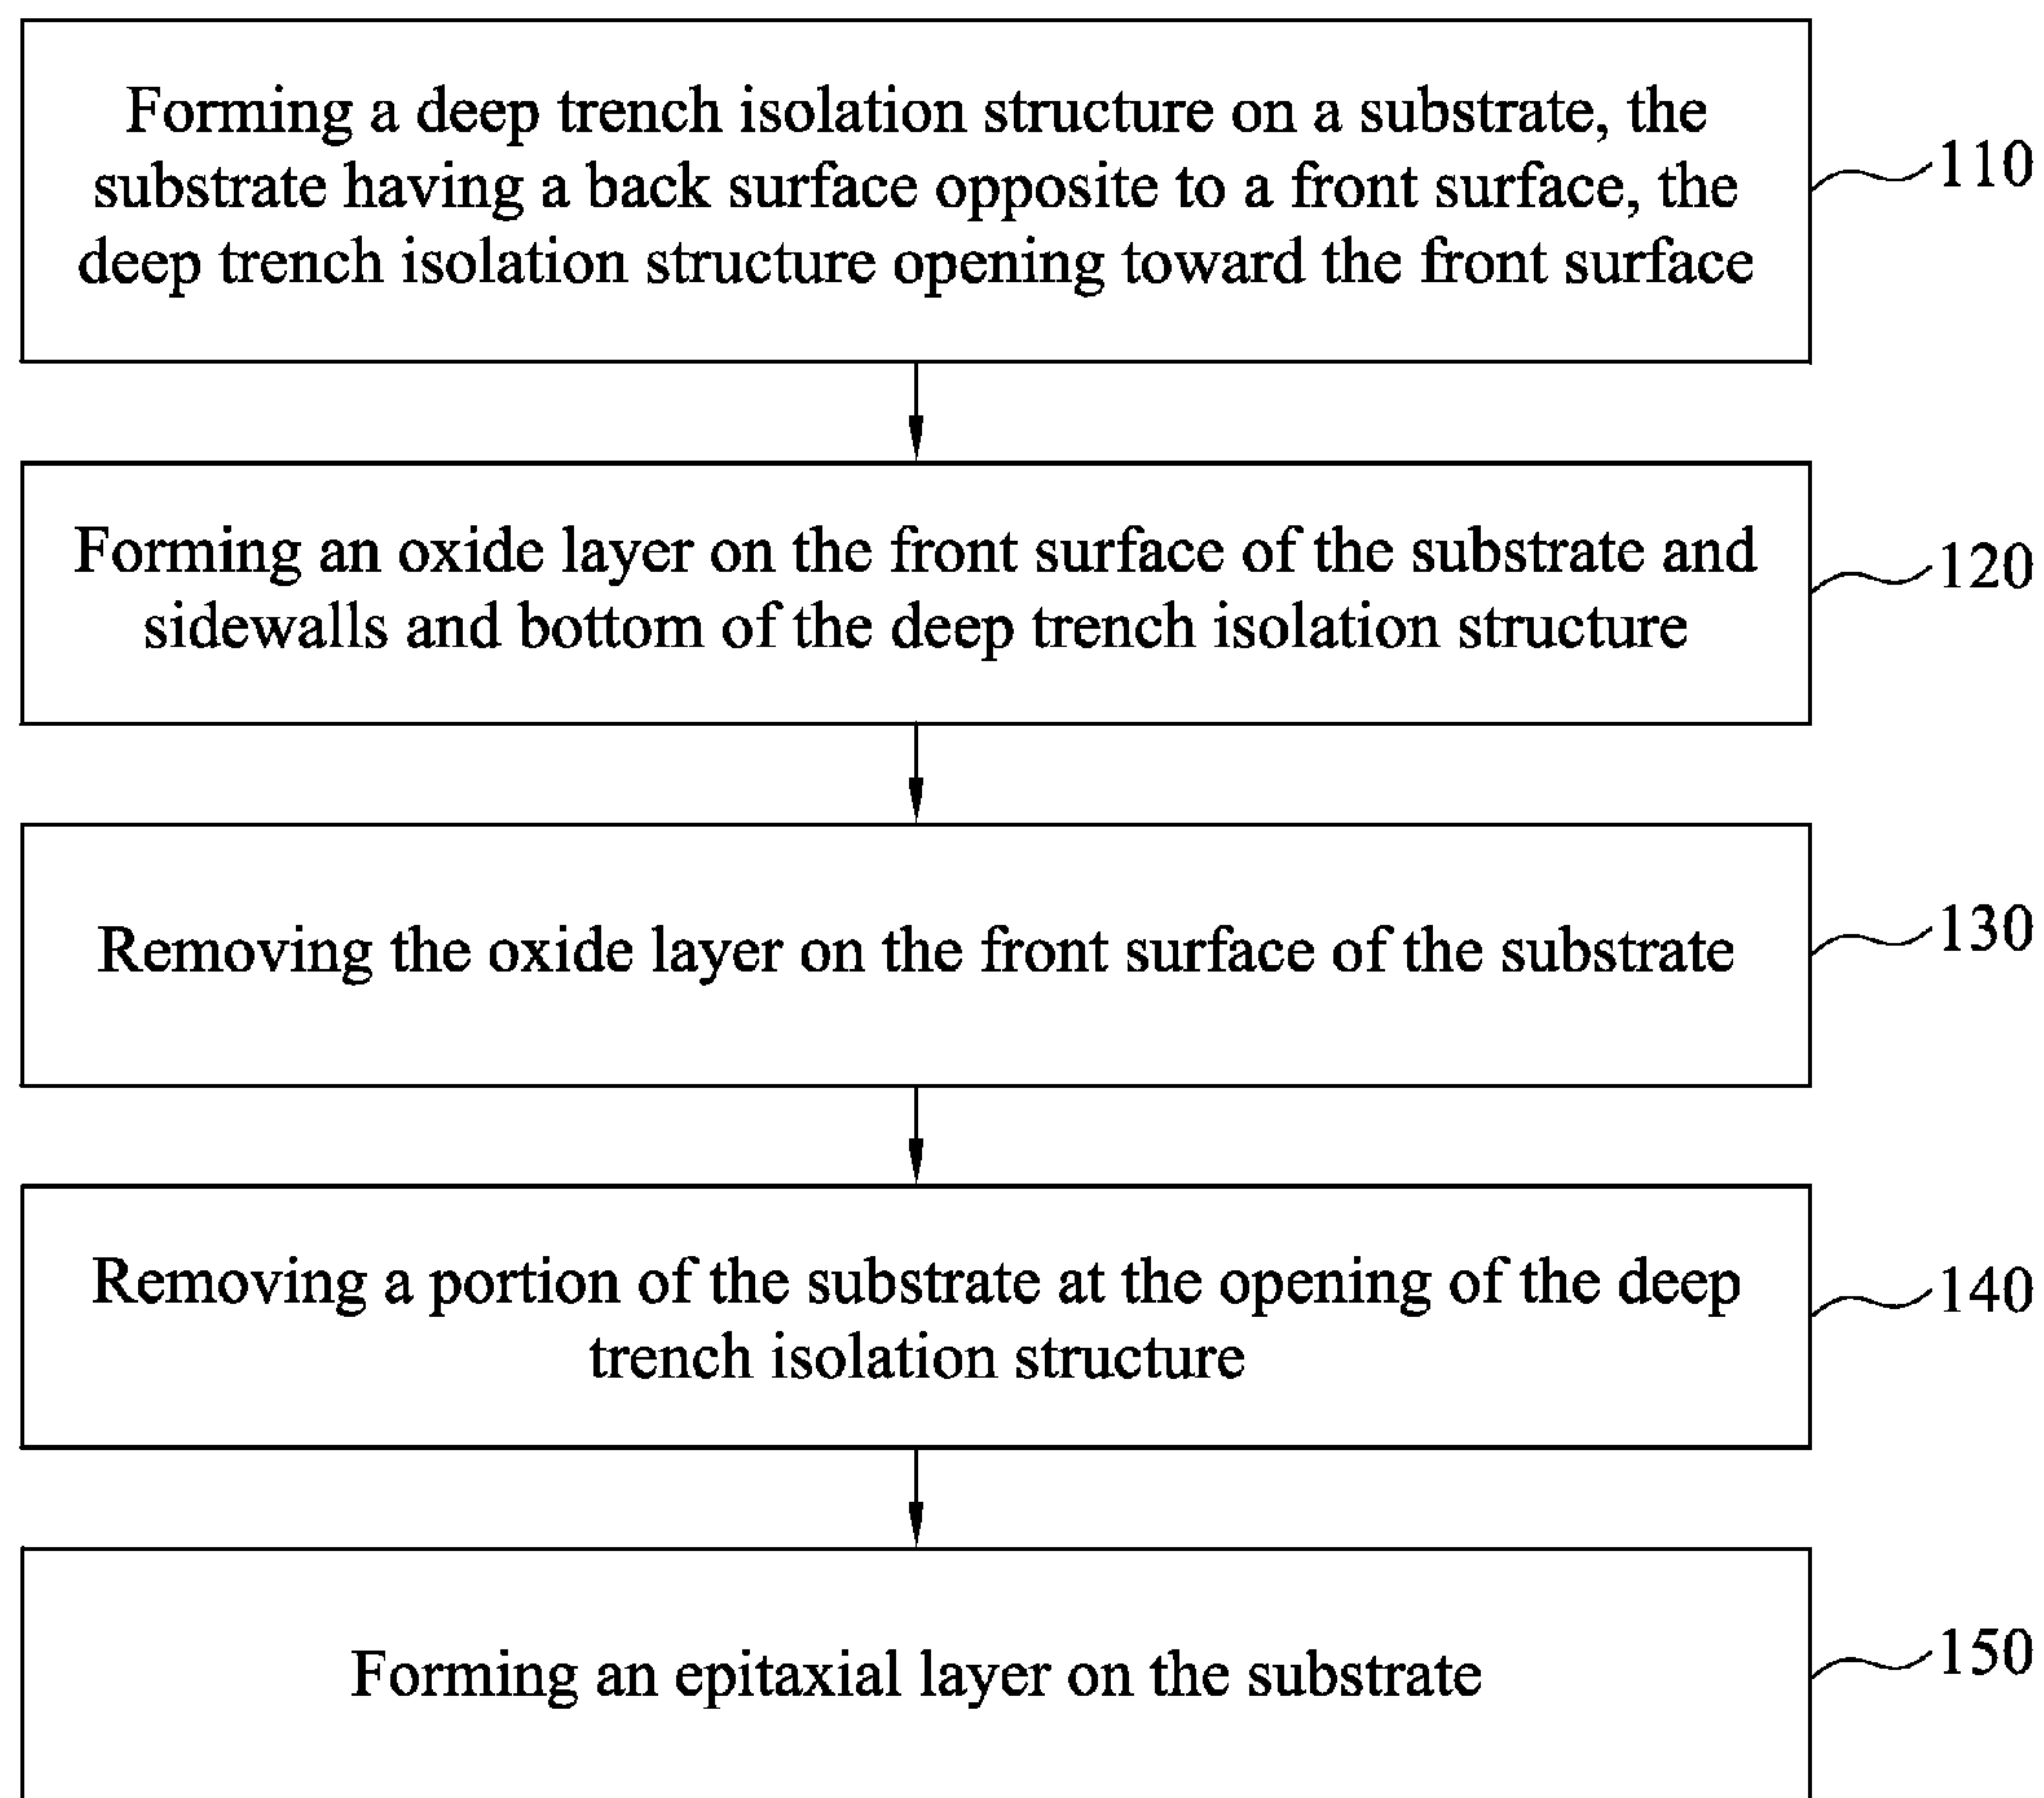 Forming a deep trench isolation structure on a substrate, the
substrate having a back surface opposite to a front surface, the
deep trench isolation structure opening toward the front surface
110
Forming an oxide layer on the front surface of the substrate and
sidewalls and bottom of the deep trench isolation structure
120
Removing the oxide layer on the front surface of the substrate
130
Removing a portion of the substrate at the opening of the deep
trench isolation structure
140
Forming an epitaxial layer on the substrate
150